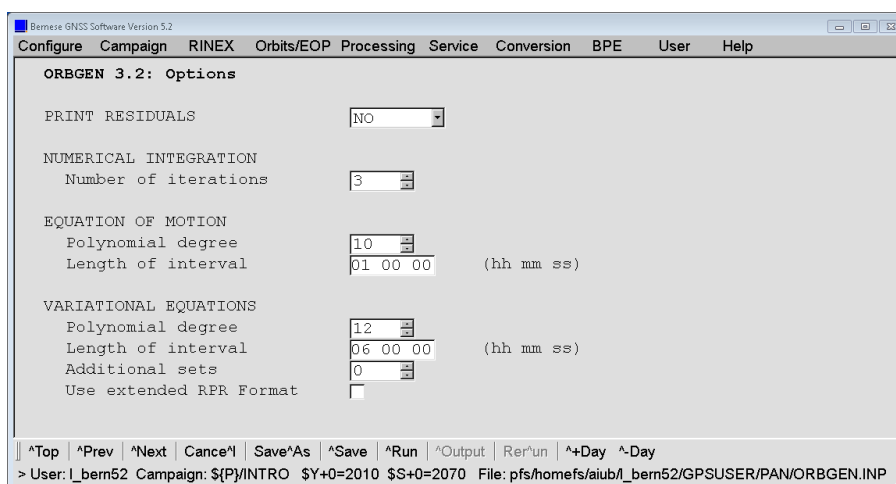 Bernese GNSS Software Version 5.2
Configure Campaign RINEX Orbits/EOP Processing Service Conversion BPE User Help
ORBGEN 3.2: Options
PRINT RESIDUALS NO
NUMERICAL INTEGRATION
Number of iterations 3
EQUATION OF MOTION
Polynomial degree 10
Length of interval 01 00 00 (hh mm ss)
VARIATIONAL EQUATIONS
Polynomial degree 12
Length of interval 06 00 00 (hh mm ss)
Additional sets 0
Use extended RPR Format
^Top | ^Prev | ^Next | Cance^l | Save^As | ^Save | ^Run | ^Output | Rer^un | ^+Day ^-Day
> User: l_bern52 Campaign: ${P}/INTRO $Y+0=2010 $S+0=2070 File: pfs/homefs/aiub/l_bern52/GPSUSER/PAN/ORBGEN.INP